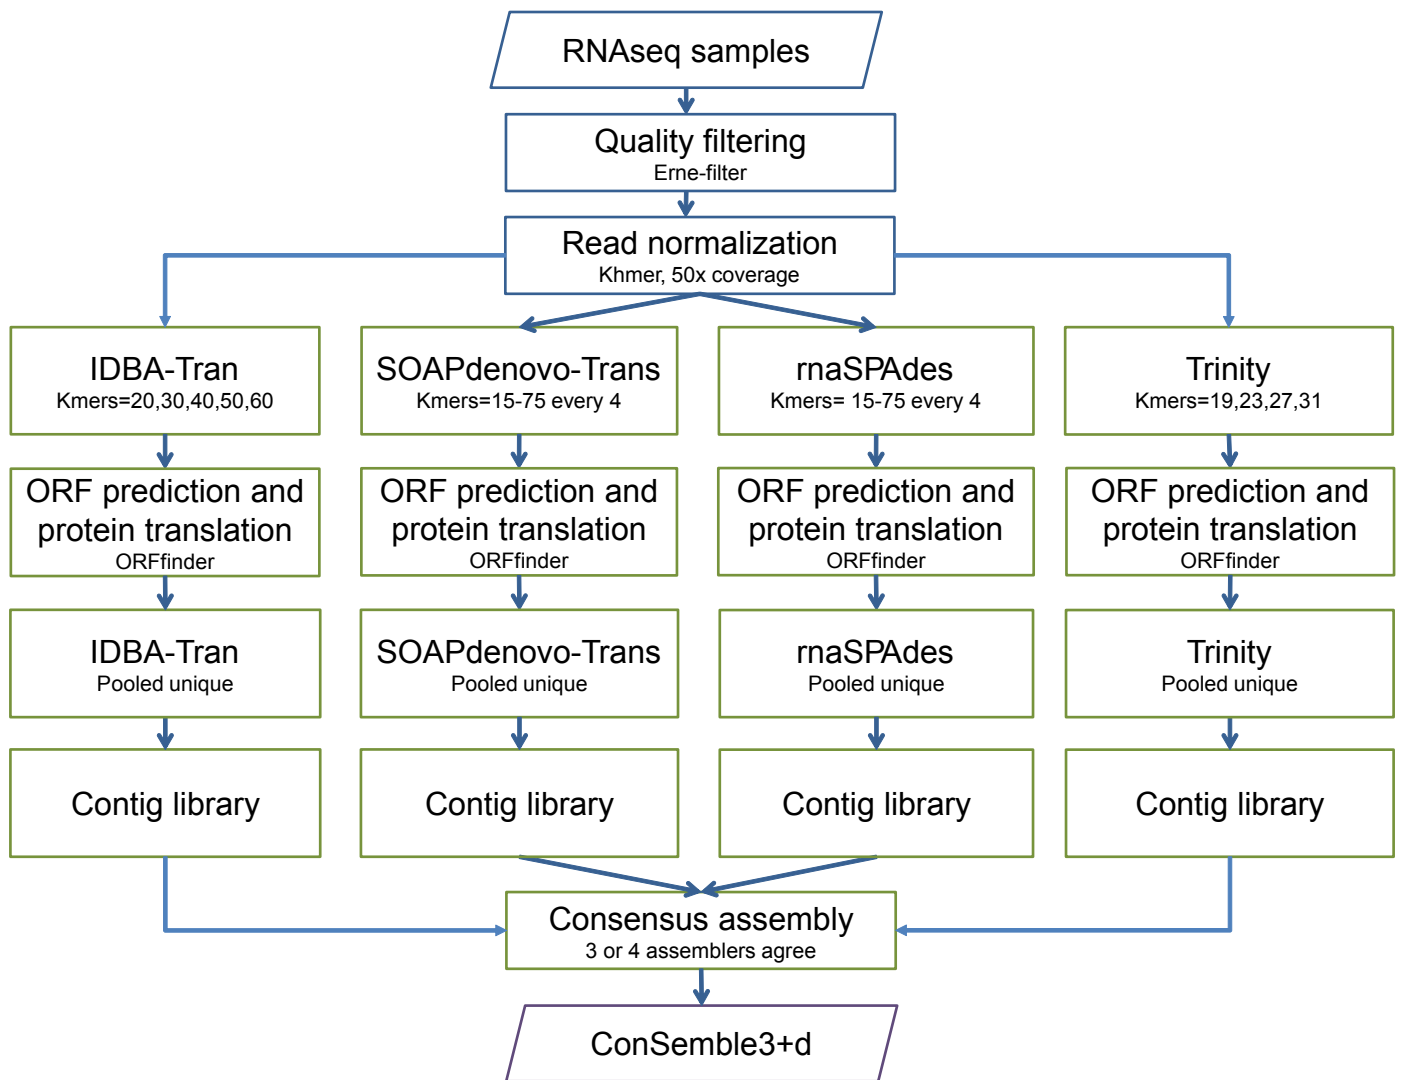 RNAseq samples
Quality filtering
Erne-filter
Read normalization
Khmer, 50x coverage
IDBA-Tran
Kmers=20,30,40,50,60
SOAPdenovo-Trans
Kmers=15-75 every 4
rnaSPAdes
Kmers= 15-75 every 4
Trinity
Kmers=19,23,27,31
ORF prediction and
protein translation
ORFfinder
ORF prediction and
protein translation
ORFfinder
ORF prediction and
protein translation
ORFfinder
ORF prediction and
protein translation
ORFfinder
IDBA-Tran
Pooled unique
SOAPdenovo-Trans
Pooled unique
rnaSPAdes
Pooled unique
Trinity
Pooled unique
Contig library
Contig library
Contig library
Contig library
Consensus assembly
3 or 4 assemblers agree
ConSemble3+d